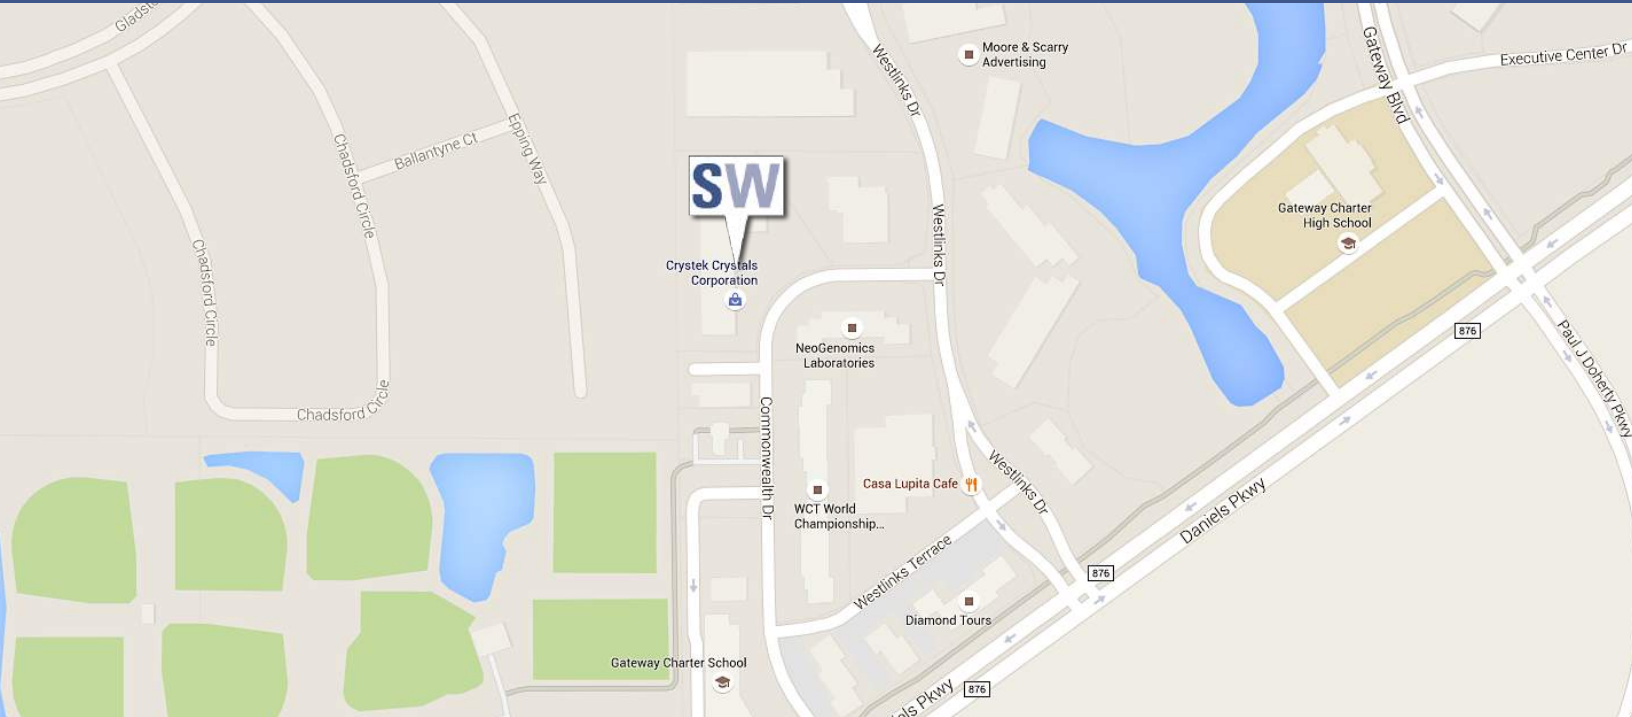 Westlinks Dr
Moore & Scarry
Advertising
Gateway Blvd
Executive Center Dr
Chadsford Circle
Ballantyne Ct
Epping Way
SW
Gateway Charter
High School
Chadsford Circle
Westlinks Dr
Crystek Crystals
Corporation
876
NeoGenomics
Laboratories
Paul J Doherty Pkwy
Chadsford Circle
Commonwealth Dr
Casa Lupita Cafe
Westlinks Dr
WCT World
Championship...
Daniels Pkwy
Westlinks Terrace
876
Diamond Tours
Gateway Charter School
876
els Pkwy